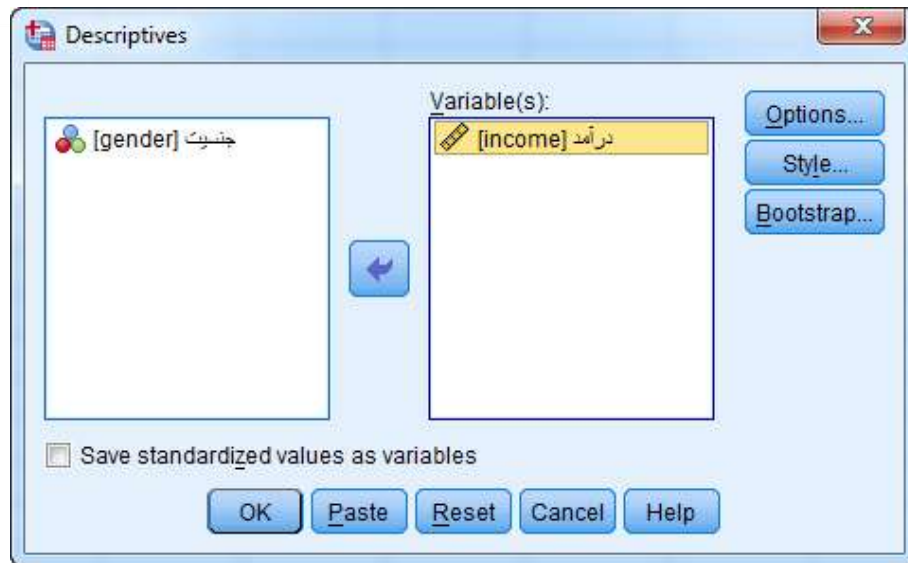 Descriptives
Variable(s):
جنسیت [gender]
درآمد [income]
Options...
Style...
Bootstrap...
Save standardized values as variables
OK Paste Reset Cancel Help